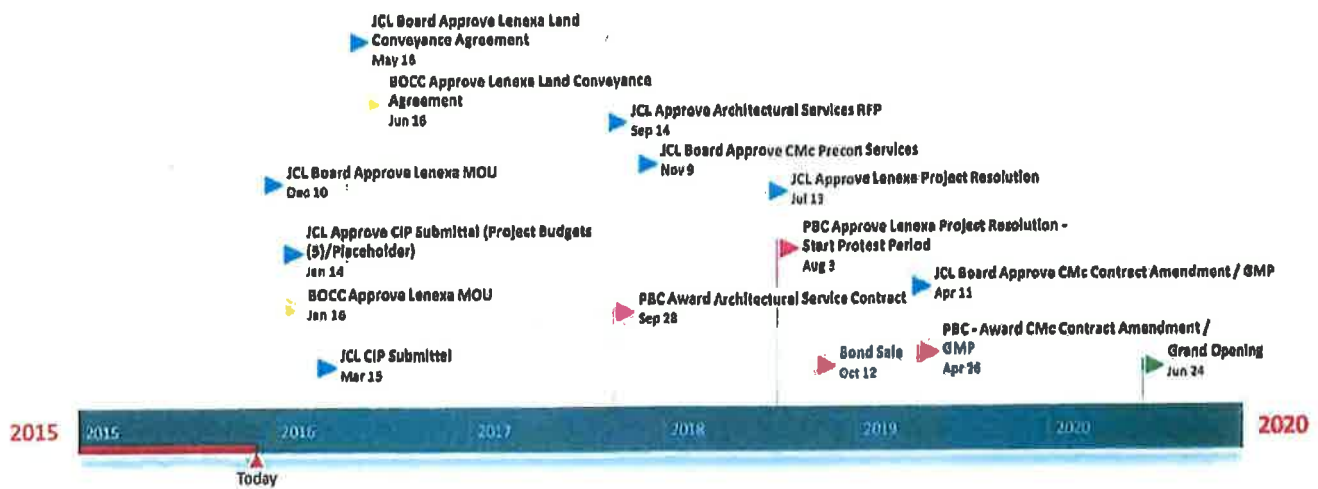 JCL Board Approve Lenexa Land
Conveyance Agreement
May 16
BOCC Approve Lenexa Land Conveyance
Agreement
Jun 16
JCL Approve Architectural Services RFP
Sep 14
JCL Board Approve CMc Precon Services
Nov 9
JCL Board Approve Lenexa MOU
Dec 10
JCL Approve Lenexa Project Resolution
Jul 13
JCL Approve CIP Submittal (Project Budgets
(5)/Placeholder)
Jan 14
PBC Approve Lenexa Project Resolution -
Start Protest Period
Aug 3
JCL Board Approve CMc Contract Amendment / GMP
Apr 11
BOCC Approve Lenexa MOU
Jan 16
PBC Award Architectural Service Contract
Sep 28
PBC - Award CMc Contract Amendment /
GMP
Apr 26
JCL CIP Submittal
Mar 15
Bond Sale
Oct 12
Grand Opening
Jun 24
2015
2015
2016
2017
2018
2019
2020
2020
Today